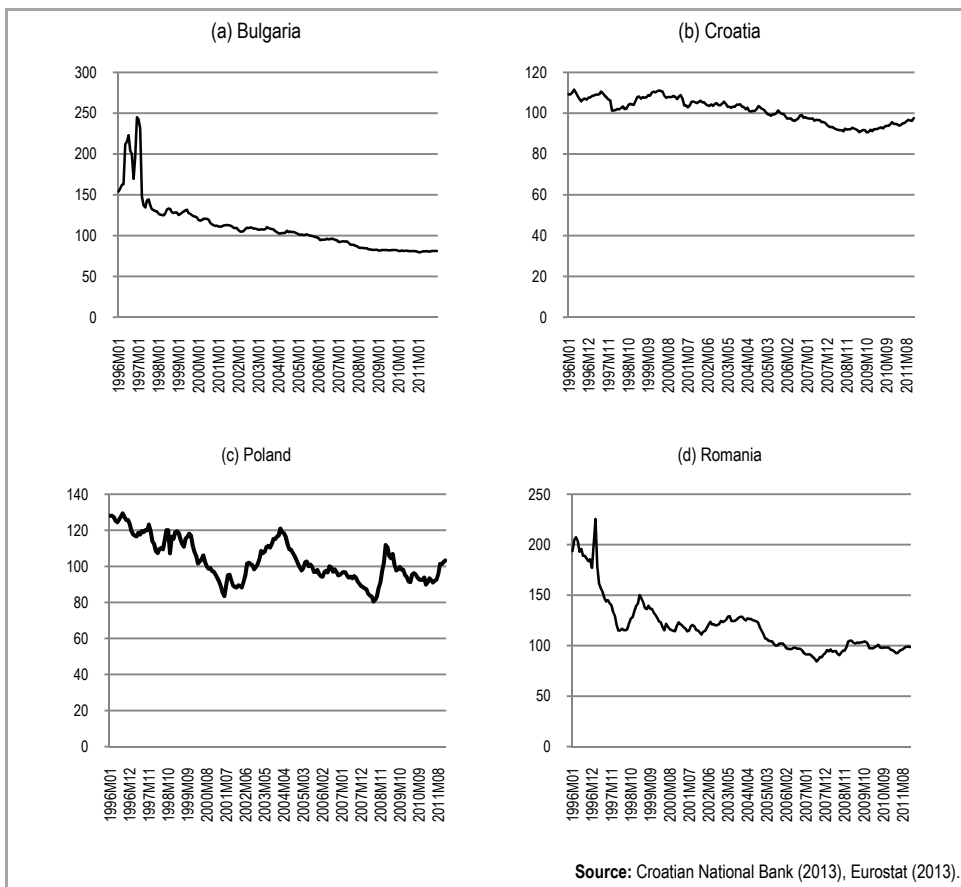 (a) Bulgaria
300
250
200
150
100
50
0
1996M01
1997M01
1998M01
1999M01
2000M01
2001M01
2002M01
2003M01
2004M01
2005M01
2006M01
2007M01
2008M01
2009M01
2010M01
2011M01
(b) Croatia
120
100
80
60
40
20
0
1996M01
1996M12
1997M11
1998M10
1999M09
2000M08
2001M07
2002M06
2003M05
2004M04
2005M03
2006M02
2007M01
2007M12
2008M11
2009M10
2010M09
2011M08
(c) Poland
140
120
100
80
60
40
20
0
1996M01
1996M12
1997M11
1998M10
1999M09
2000M08
2001M07
2002M06
2003M05
2004M04
2005M03
2006M02
2007M01
2007M12
2008M11
2009M10
2010M09
2011M08
(d) Romania
250
200
150
100
50
0
1996M01
1996M12
1997M11
1998M10
1999M09
2000M08
2001M07
2002M06
2003M05
2004M04
2005M03
2006M02
2007M01
2007M12
2008M11
2009M10
2010M09
2011M08
Source: Croatian National Bank (2013), Eurostat (2013).